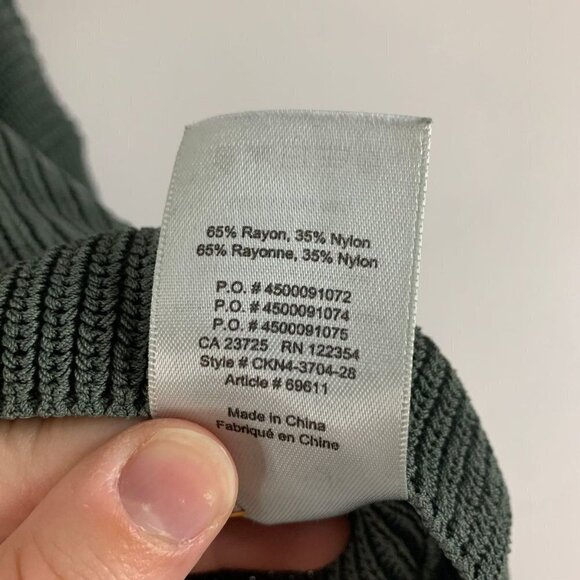 65% Rayon, 35% Nylon
65% Rayonne, 35% Nylon
P.O. # 4500091072
P.O. # 4500091074
P.O. # 4500091075
CA 23725 RN 122354
Style # CKN4-3704-28
Article # 69611
Made in China
Fabriqué en Chine